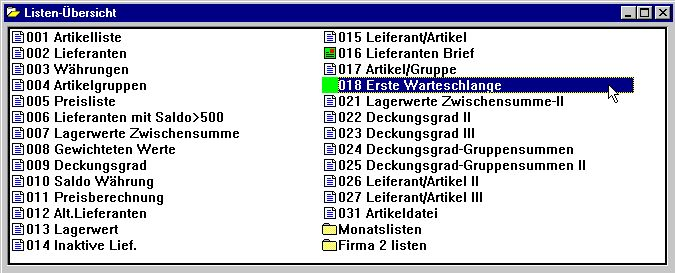 Listen-Übersicht
001 Artikelliste
002 Lieferanten
003 Währungen
004 Artikelgruppen
005 Preisliste
006 Lieferanten mit Saldo>500
007 Lagerwerte Zwischensumme
008 Gewichteten Werte
009 Deckungsgrad
010 Saldo Währung
011 Preisberechnung
012 Alt.Lieferanten
013 Lagerwert
014 Inaktive Lief.
015 Leiferant/Artikel
016 Lieferanten Brief
017 Artikel/Gruppe
018 Erste Warteschlange
021 Lagerwerte Zwischensumme-II
022 Deckungsgrad II
023 Deckungsgrad III
024 Deckungsgrad-Gruppensummen
025 Deckungsgrad-Gruppensummen II
026 Leiferant/Artikel II
027 Leiferant/Artikel III
031 Artikeldatei
Monatslisten
Firma 2 listen